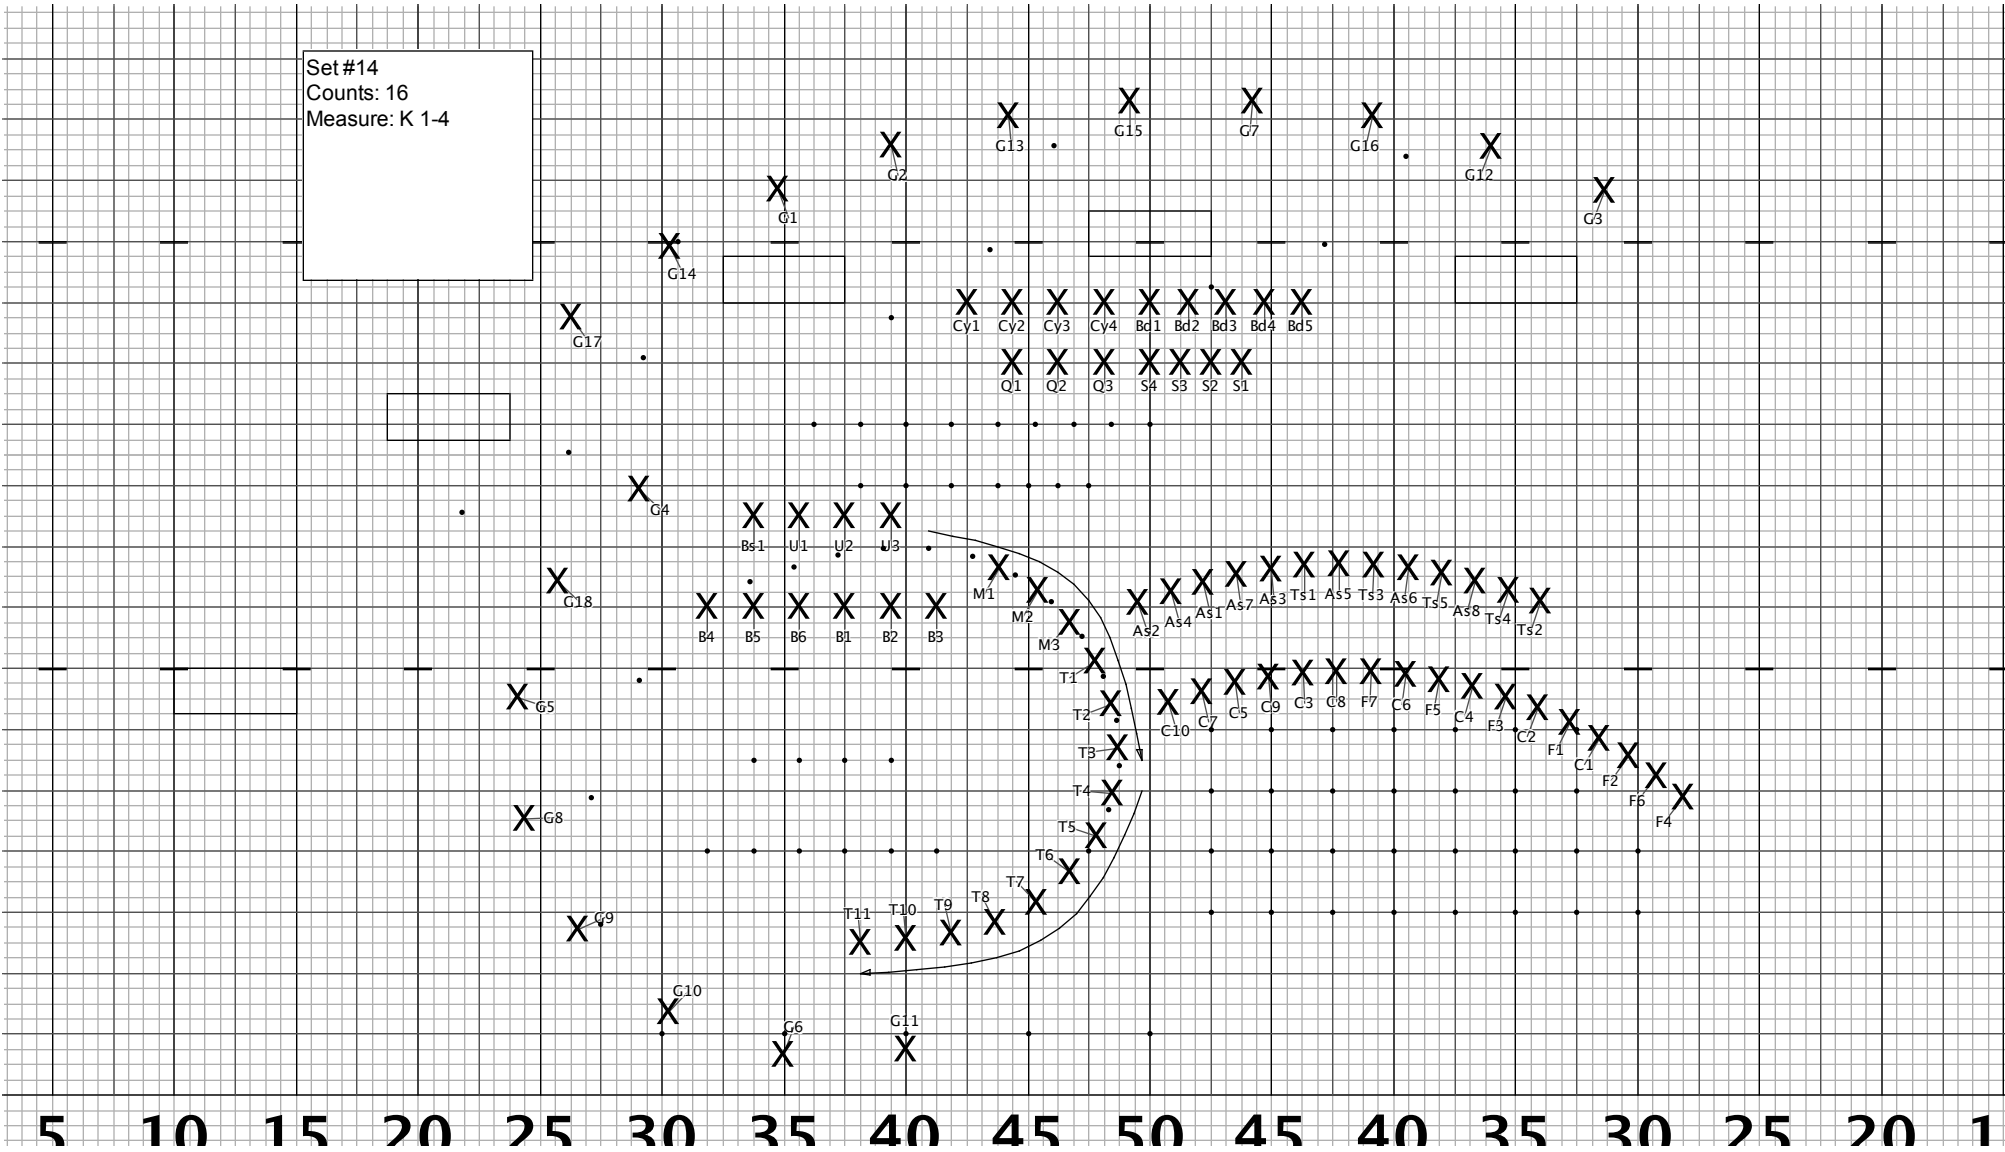 Set #14
Counts: 16
Measure: K 1-4
G15
G7
G13
G16
G2
G12
G1
G3
G14
G17
Cy1 Cy2 Cy3 Cy4 Bd1 Bd2 Bd3 Bd4 Bd5
Q1 Q2 Q3 S4 S3 S2 S1
G4
Bs1 U1 U2 U3
G18
M1
M2
M3
As2 As4 As1 As7 As3 Ts1 As5 Ts3 As6 Ts5 As8 Ts4 Ts2
B4 B5 B6 B1 B2 B3
T1
G5
T2
C10 C7 C5 C9 C3 C8 F7 C6 F5 C4 F3 C2 F1 C1 F2 F6 F4
T3
T4
G8
T5
T6
T7
T8
T9
T10
T11
G9
G10
G6
G11
5 10 15 20 25 30 35 40 45 50 45 40 35 30 25 20 1